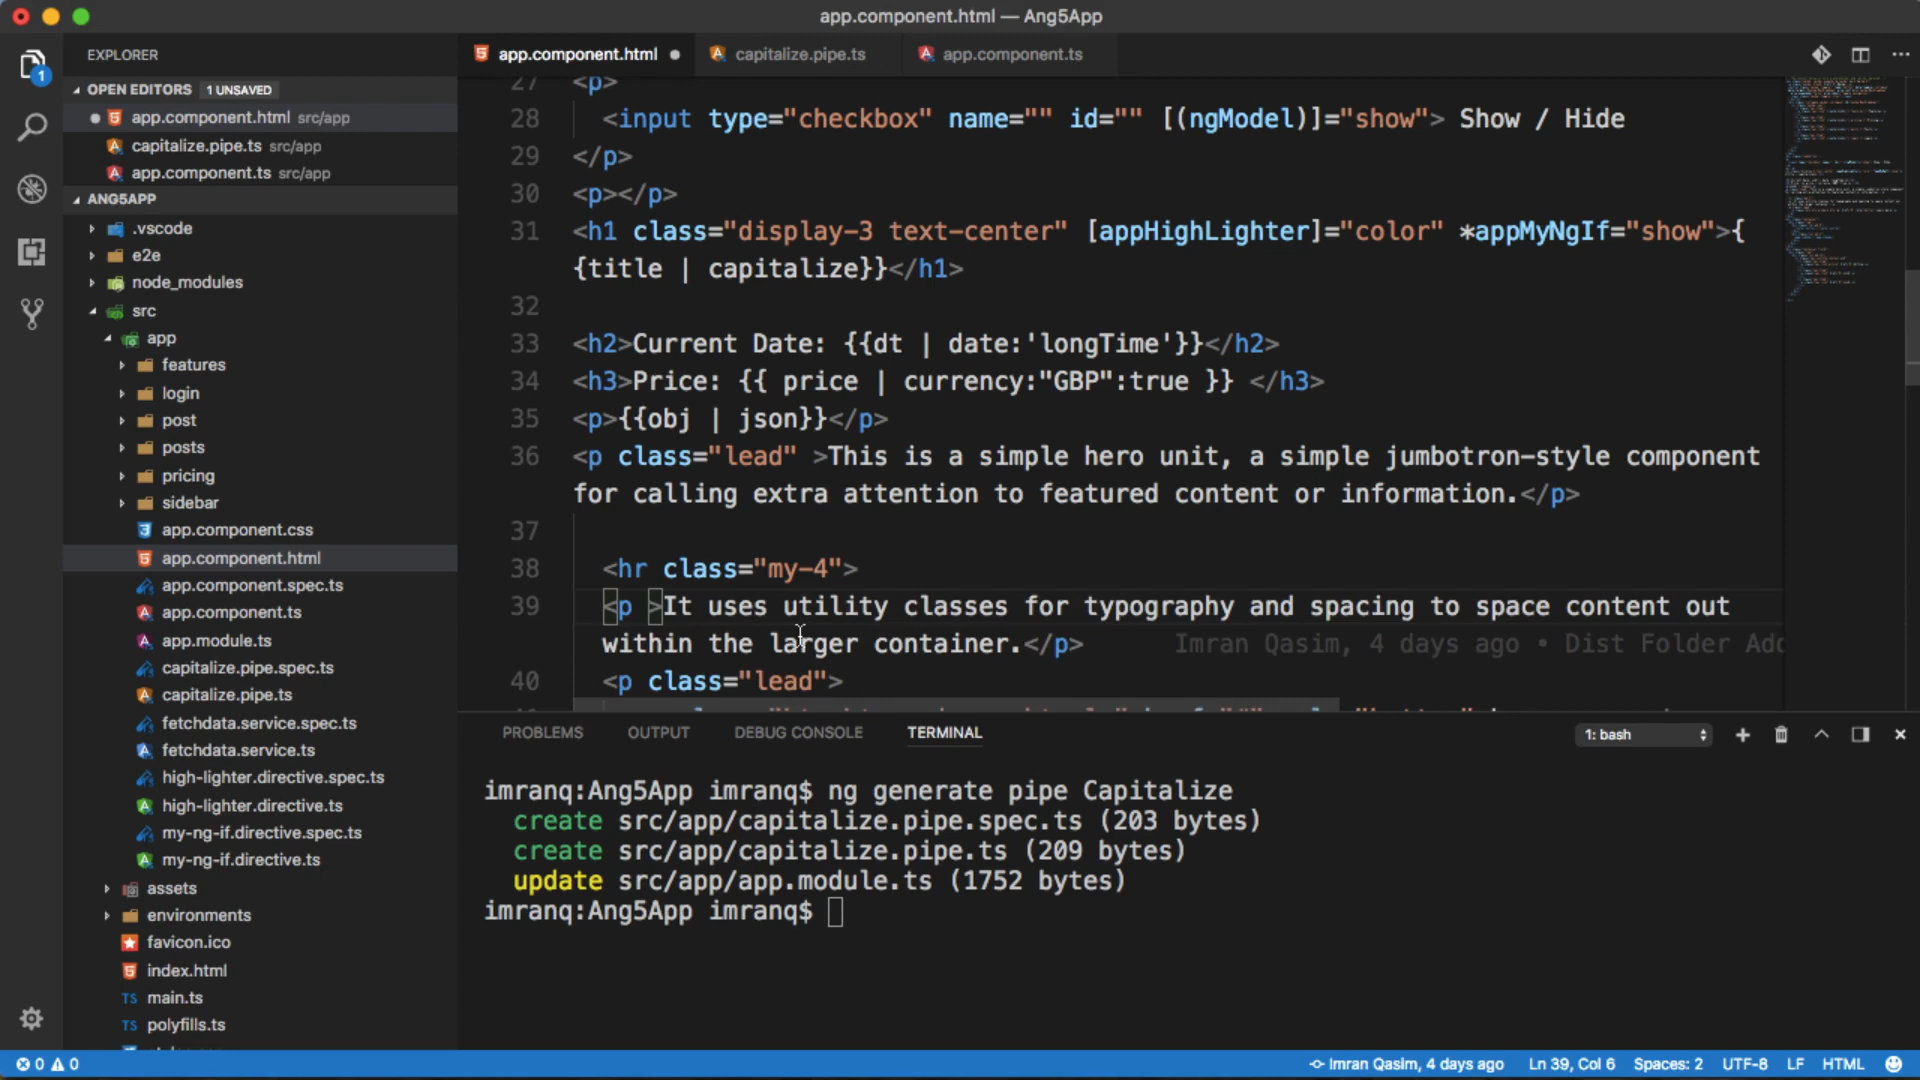 app.component.html — Ang5App
EXPLORER
OPEN EDITORS 1 UNSAVED
app.component.html src/app
capitalize.pipe.ts src/app
app.component.ts src/app
ANG5APP
.vscode
e2e
node_modules
src
app
features
login
post
posts
pricing
sidebar
app.component.css
app.component.html
app.component.spec.ts
app.component.ts
app.module.ts
capitalize.pipe.spec.ts
capitalize.pipe.ts
fetchdata.service.spec.ts
fetchdata.service.ts
high-lighter.directive.spec.ts
high-lighter.directive.ts
my-ng-if.directive.spec.ts
my-ng-if.directive.ts
assets
environments
favicon.ico
index.html
TS main.ts
TS polyfills.ts
1
app.component.html capitalize.pipe.ts app.component.ts
27 <p>
28 <input type="checkbox" name="" id="" [(ngModel)]="show"> Show / Hide
29 </p>
30 <p></p>
31 <h1 class="display-3 text-center" [appHighLighter]="color" *appMyNgIf="show">{
{title | capitalize}}</h1>
32
33 <h2>Current Date: {{dt | date:'longTime'}}</h2>
34 <h3>Price: {{ price | currency:"GBP":true }} </h3>
35 <p>{{obj | json}}</p>
36 <p class="lead" >This is a simple hero unit, a simple jumbotron-style component
for calling extra attention to featured content or information.</p>
37
38 <hr class="my-4">
39 <p >It uses utility classes for typography and spacing to space content out
within the larger container.</p> Imran Qasim, 4 days ago • Dist Folder Add
40 <p class="lead">
PROBLEMS OUTPUT DEBUG CONSOLE TERMINAL 1: bash
imranq:Ang5App imranq$ ng generate pipe Capitalize
create src/app/capitalize.pipe.spec.ts (203 bytes)
create src/app/capitalize.pipe.ts (209 bytes)
update src/app/app.module.ts (1752 bytes)
imranq:Ang5App imranq$
0 0 Imran Qasim, 4 days ago Ln 39, Col 6 Spaces: 2 UTF-8 LF HTML